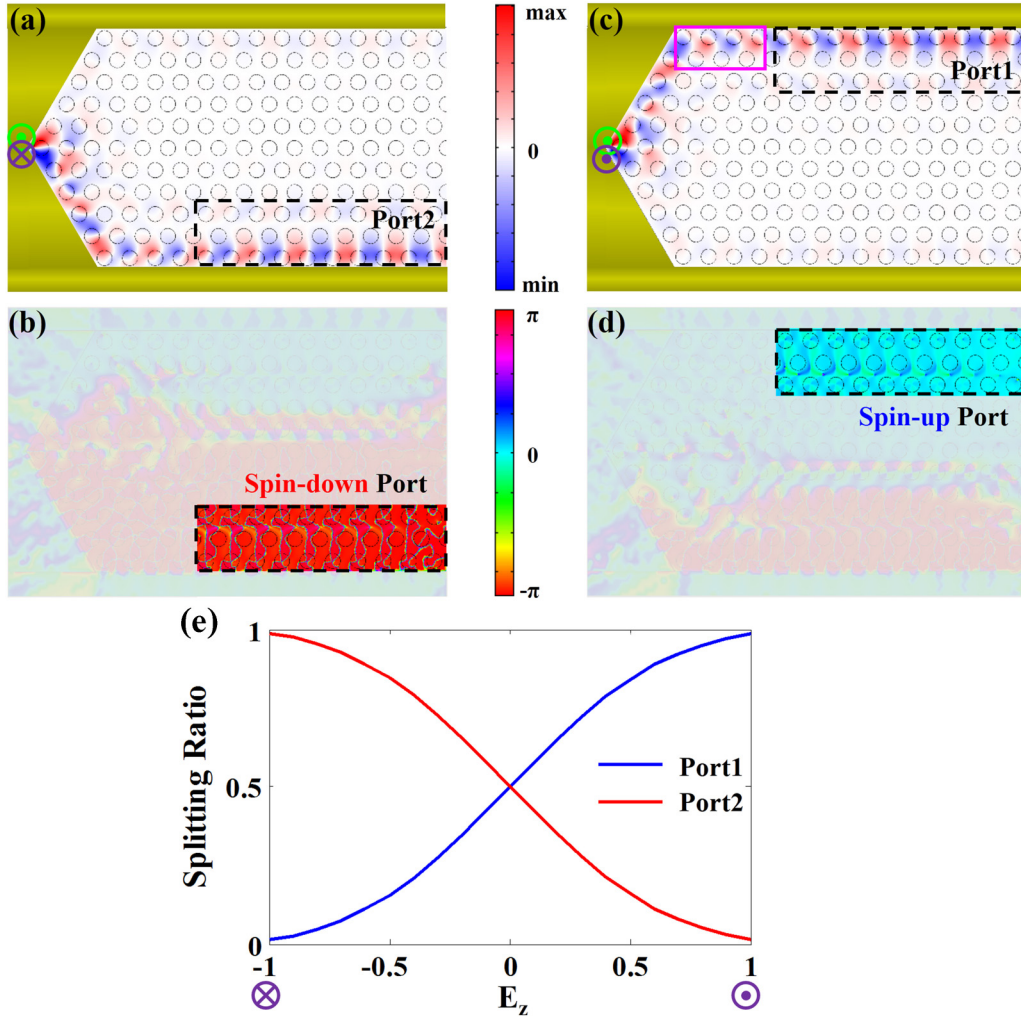 (a)
Port2
max
0
min
(c)
Port1
(b)
Spin-down Port
π
0
-π
(d)
Spin-up Port
(e)
Splitting Ratio
1
0.5
0
Port1
Port2
-1
-0.5
0
0.5
1
E_z